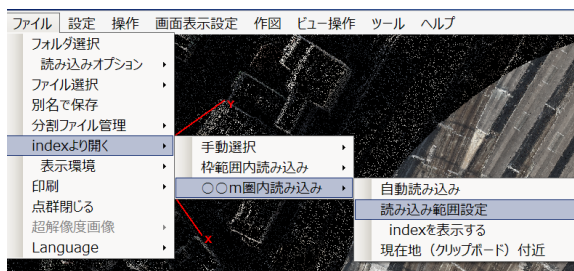 ファイル 設定 操作 画面表示設定 作図 ビュー操作 ツール ヘルプ
フォルダ選択
読み込みオプション
ファイル選択
別名で保存
分割ファイル管理
indexより開く
表示環境
印刷
点群閉じる
超解像度画像
Language
手動選択
枠範囲内読み込み
○○m圏内読み込み
自動読み込み
読み込み範囲設定
indexを表示する
現在地（クリップボード）付近
Y
X